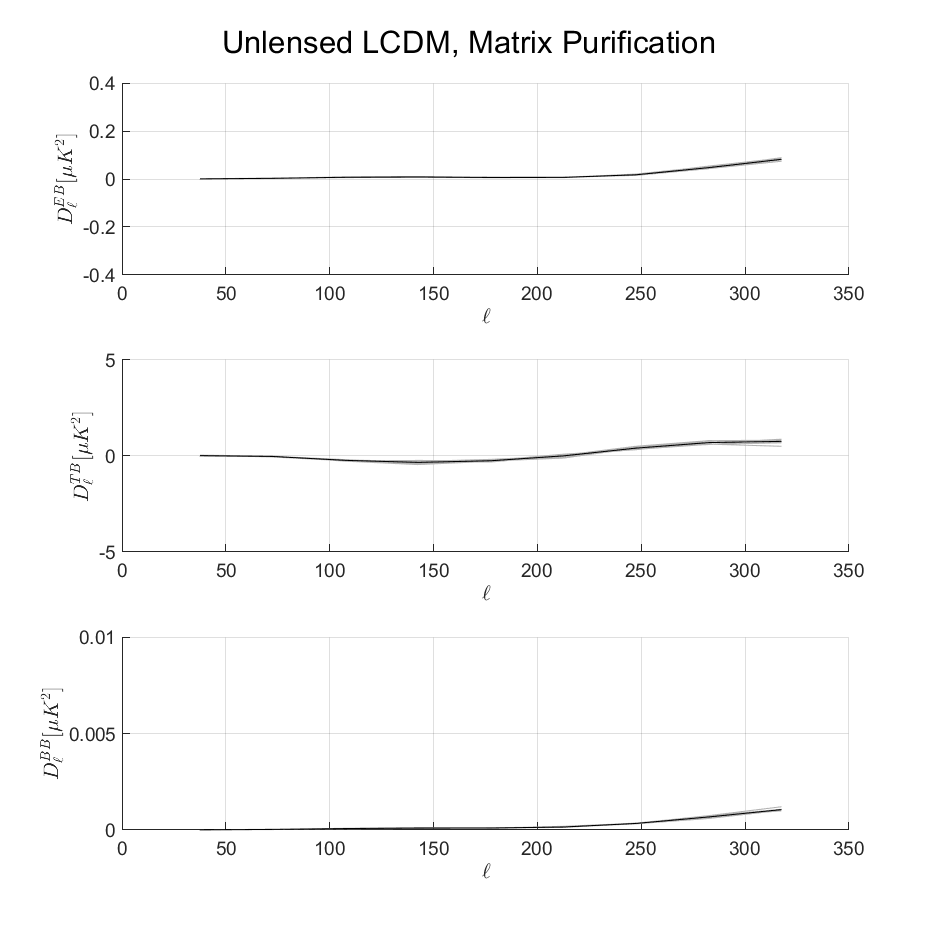 Unlensed LCDM, Matrix Purification
0.4
0.2
0
-0.2
-0.4
D_ℓ^{EB}[μK^2]
0 50 100 150 200 250 300 350
ℓ
5
0
-5
D_ℓ^{TB}[μK^2]
0 50 100 150 200 250 300 350
ℓ
0.01
0.005
0
D_ℓ^{BB}[μK^2]
0 50 100 150 200 250 300 350
ℓ